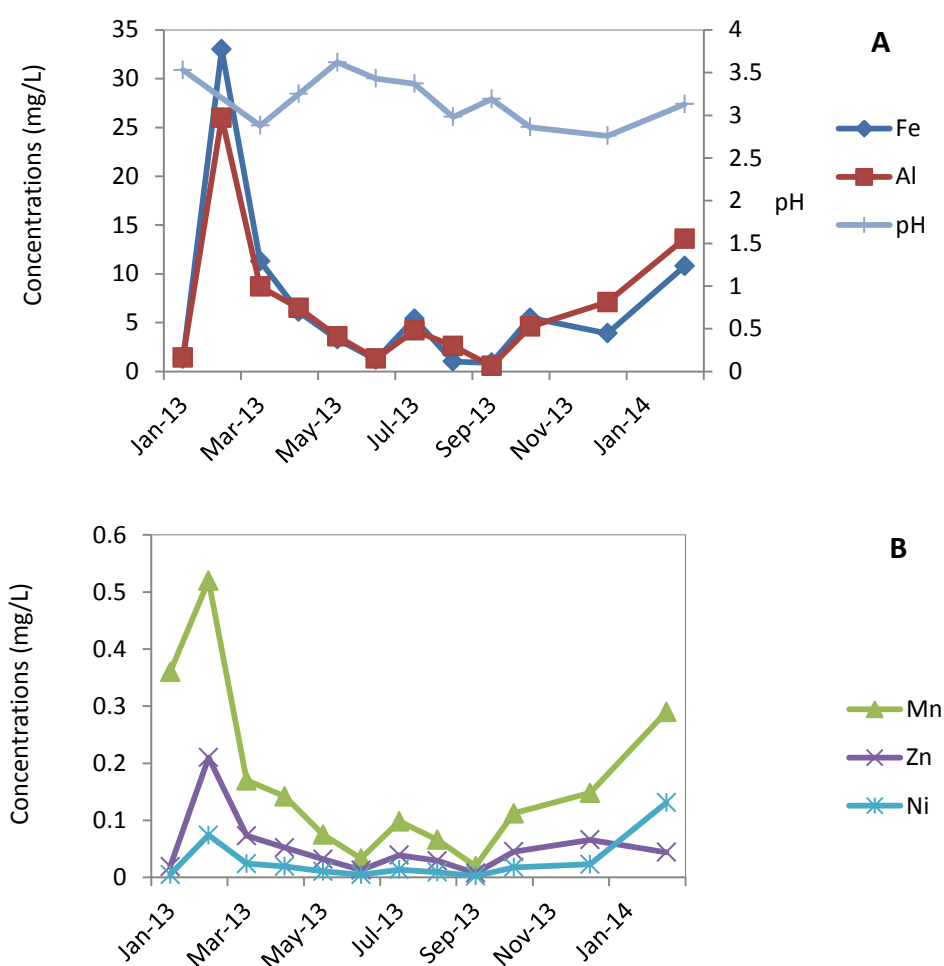 A
Concentrations (mg/L)
35
30
25
20
15
10
5
0
4
3.5
3
2.5
2
1.5
1
0.5
0
pH
Jan-13
Mar-13
May-13
Jul-13
Sep-13
Nov-13
Jan-14
Fe
Al
pH
B
Concentrations (mg/L)
0.6
0.5
0.4
0.3
0.2
0.1
0
Jan-13
Mar-13
May-13
Jul-13
Sep-13
Nov-13
Jan-14
Mn
Zn
Ni